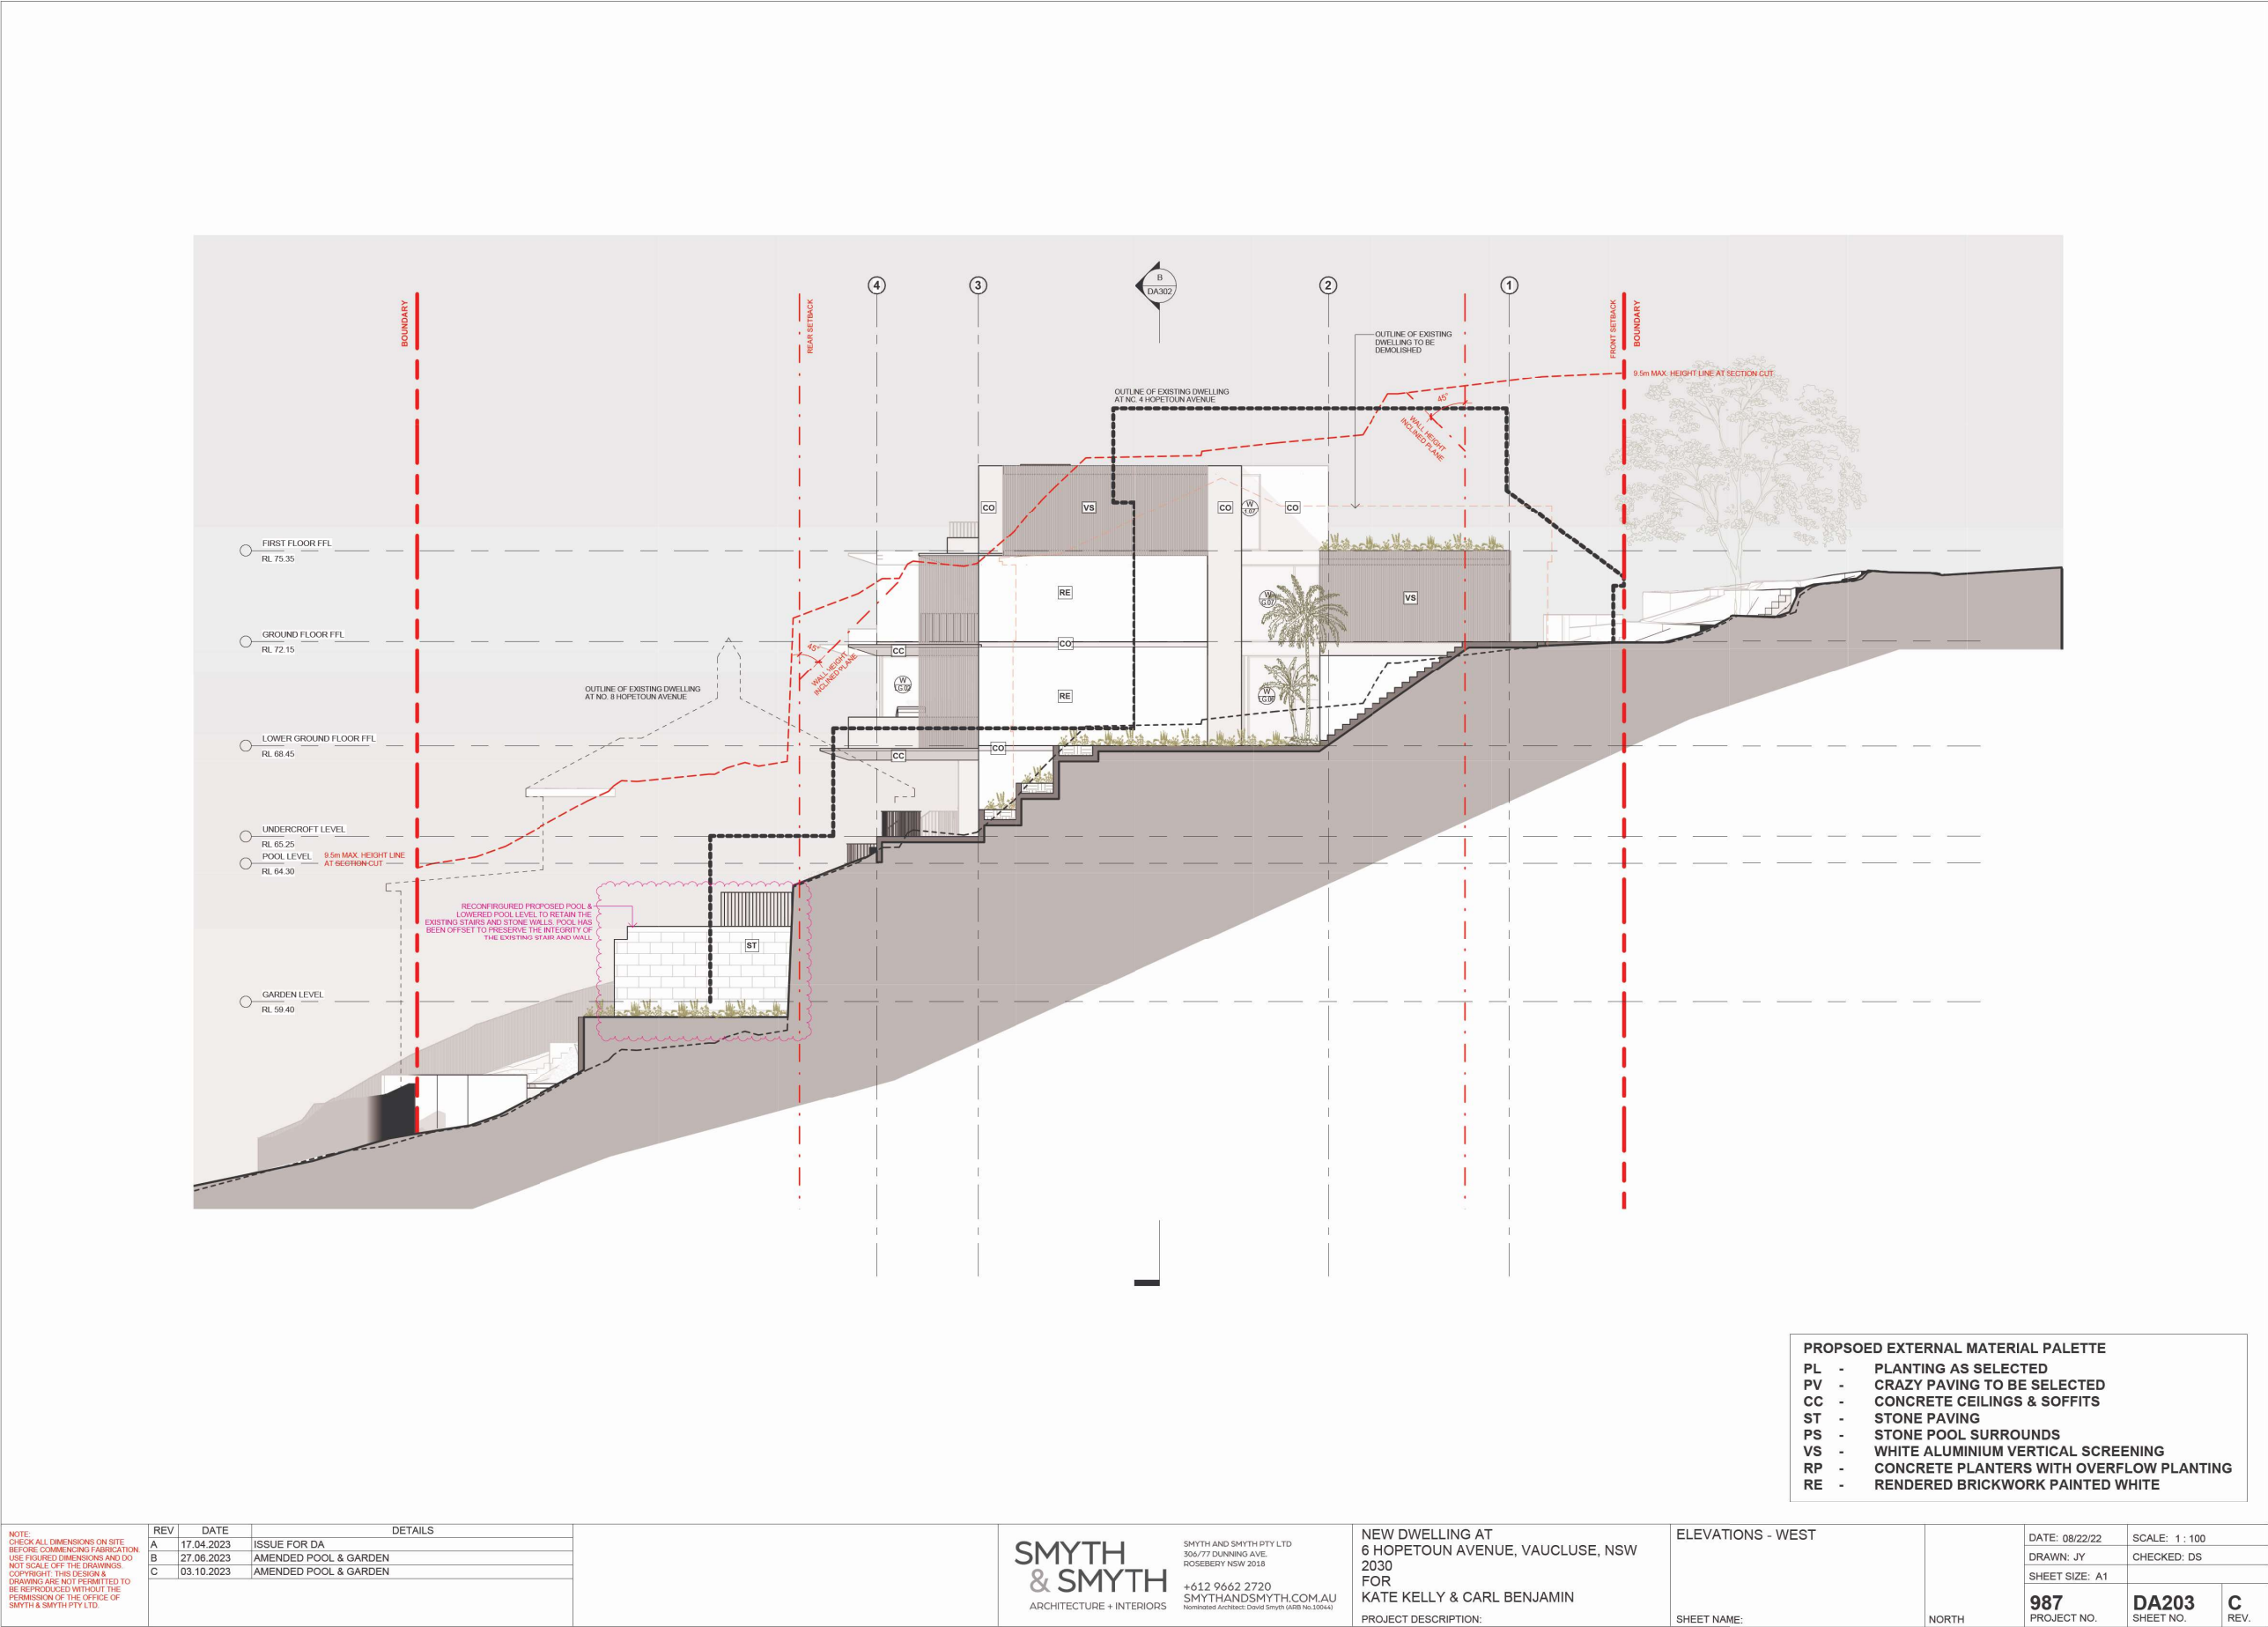 4
3
B
DA302
2
1
BOUNDARY
REAR SETBACK
FRONT SETBACK
BOUNDARY
OUTLINE OF EXISTING
DWELLING TO BE
DEMOLISHED
9.5m MAX. HEIGHT LINE AT SECTION CUT
OUTLINE OF EXISTING DWELLING
AT NO. 4 HOPETOUN AVENUE
45°
WALL HEIGHT
INCLINED PLANE
CO
VS
CO
W
1.07
CO
FIRST FLOOR FFL
RL 75.35
RE
W
G.07
VS
GROUND FLOOR FFL
RL 72.15
45°
WALL HEIGHT
INCLINED PLANE
CC
CO
OUTLINE OF EXISTING DWELLING
AT NO. 8 HOPETOUN AVENUE
W
LG.02
RE
W
LG.06
LOWER GROUND FLOOR FFL
RL 68.45
CC
CO
UNDERCROFT LEVEL
RL 65.25
POOL LEVEL
RL 64.30
9.5m MAX. HEIGHT LINE
AT SECTION CUT
RECONFIRGURED PROPOSED POOL &
LOWERED POOL LEVEL TO RETAIN THE
EXISTING STAIRS AND STONE WALLS. POOL HAS
BEEN OFFSET TO PRESERVE THE INTEGRITY OF
THE EXISTING STAIR AND WALL
ST
GARDEN LEVEL
RL 59.40
PROPSOED EXTERNAL MATERIAL PALETTE
PL - PLANTING AS SELECTED
PV - CRAZY PAVING TO BE SELECTED
CC - CONCRETE CEILINGS & SOFFITS
ST - STONE PAVING
PS - STONE POOL SURROUNDS
VS - WHITE ALUMINIUM VERTICAL SCREENING
RP - CONCRETE PLANTERS WITH OVERFLOW PLANTING
RE - RENDERED BRICKWORK PAINTED WHITE
NOTE:
CHECK ALL DIMENSIONS ON SITE
BEFORE COMMENCING FABRICATION.
USE FIGURED DIMENSIONS AND DO
NOT SCALE OFF THE DRAWINGS.
COPYRIGHT: THIS DESIGN &
DRAWING ARE NOT PERMITTED TO
BE REPRODUCED WITHOUT THE
PERMISSION OF THE OFFICE OF
SMYTH & SMYTH PTY LTD.
REV DATE DETAILS
A 17.04.2023 ISSUE FOR DA
B 27.06.2023 AMENDED POOL & GARDEN
C 03.10.2023 AMENDED POOL & GARDEN
SMYTH
& SMYTH
ARCHITECTURE + INTERIORS
SMYTH AND SMYTH PTY LTD
306/77 DUNNING AVE.
ROSEBERY NSW 2018
+612 9662 2720
SMYTHANDSMYTH.COM.AU
Nominated Architect: David Smyth (ARB No.10044)
NEW DWELLING AT
6 HOPETOUN AVENUE, VAUCLUSE, NSW
2030
FOR
KATE KELLY & CARL BENJAMIN
PROJECT DESCRIPTION:
ELEVATIONS - WEST
SHEET NAME:
NORTH
DATE: 08/22/22
SCALE: 1 : 100
DRAWN: JY
CHECKED: DS
SHEET SIZE: A1
987
PROJECT NO.
DA203
SHEET NO.
C
REV.